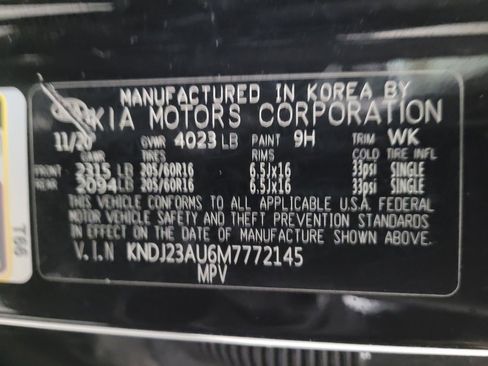 MANUFACTURED IN KOREA BY
KIA MOTORS CORPORATION
11/20 GVWR 4023 LB PAINT 9H TRIM WK
GAWR TIRES RIMS COLD TIRE INFL
FRONT 2315 LB 205/60R16 6.5Jx16 33psi SINGLE
REAR 2094 LB 205/60R16 6.5Jx16 33psi SINGLE
THIS VEHICLE CONFORMS TO ALL APPLICABLE U.S.A. FEDERAL
MOTOR VEHICLE SAFETY AND THEFT PREVENTION STANDARDS
IN EFFECT ON THE DATE OF MANUFACTURE SHOWN ABOVE.
V.I.N KNDJ23AU6M7772145
MPV
T66